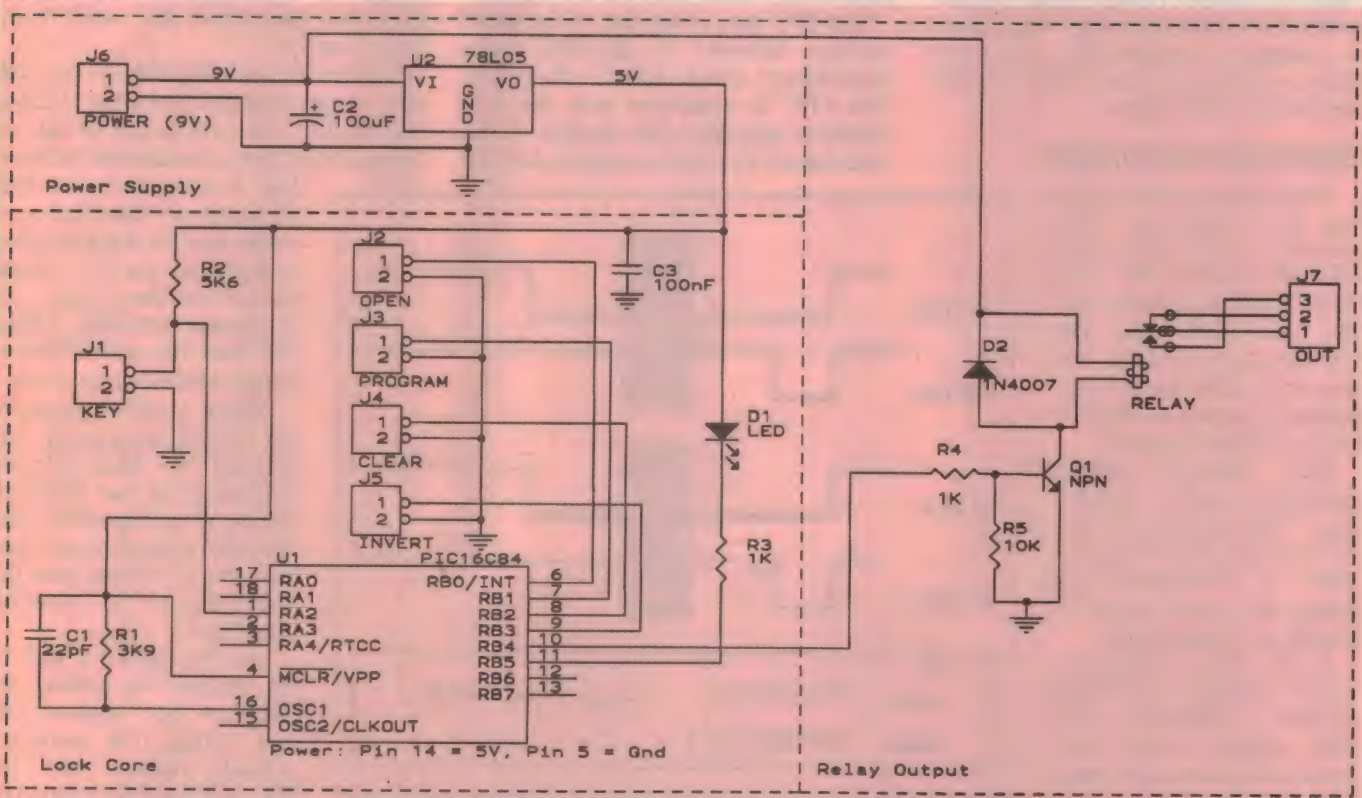 J6
1
2
POWER (9V)
9V
U2 78L05
VI VO
GND
5V
+ C2
100uF
Power Supply
R2
5K6
J1
1
2
KEY
J2
1
2
OPEN
J3
1
2
PROGRAM
J4
1
2
CLEAR
J5
1
2
INVERT
C3
100nF
D1
LED
R3
1K
D2
1N4007
RELAY
J7
3
2
1
OUT
R4
1K
Q1
NPN
R5
10K
C1
22pF
R1
3K9
U1 PIC16C84
17 RA0 RB0/INT 6
18 RA1 RB1 7
1 RA2 RB2 8
2 RA3 RB3 9
3 RA4/RTCC RB4 10
RB5 11
4 MCLR/VPP RB6 12
RB7 13
16 OSC1
15 OSC2/CLKOUT
Power: Pin 14 = 5V, Pin 5 = Gnd
Lock Core
Relay Output